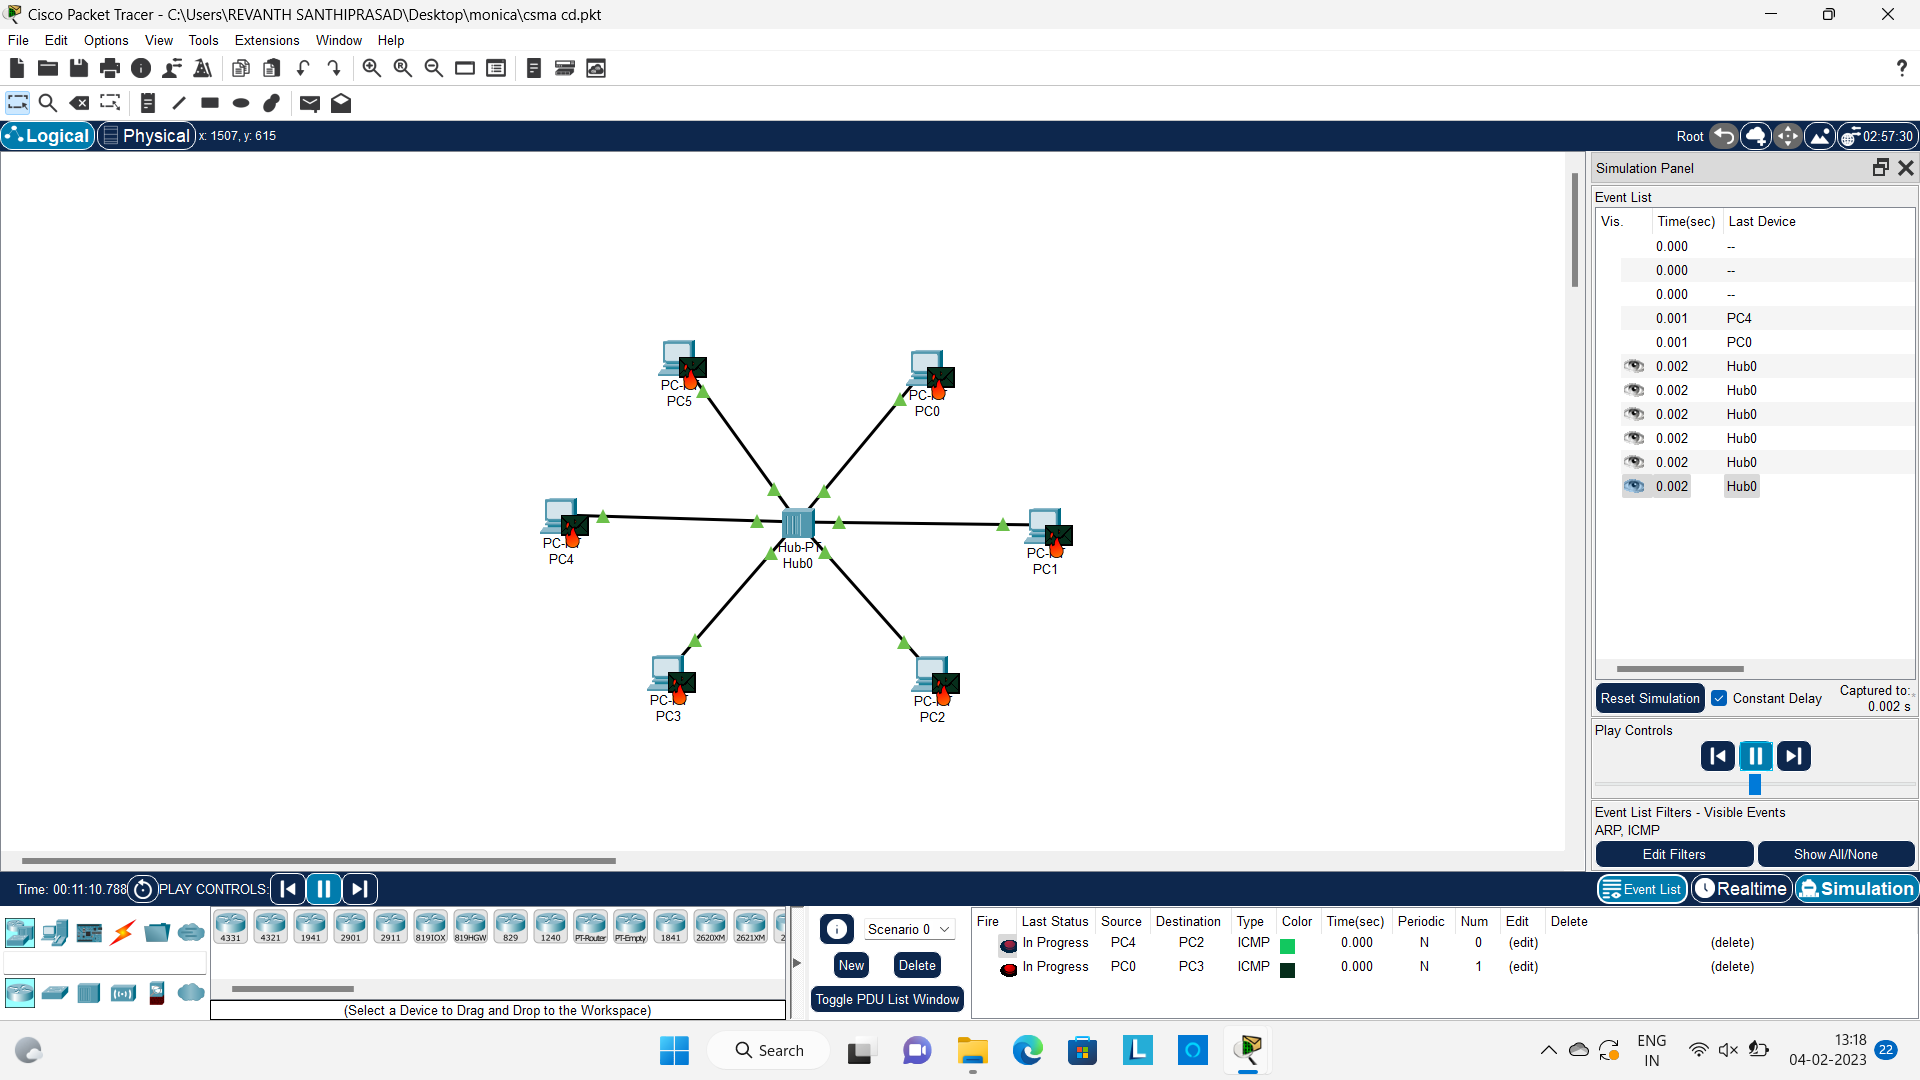 Cisco Packet Tracer - C:\Users\REVANTH SANTHIPRASAD\Desktop\monica\csma cd.pkt
File Edit Options View Tools Extensions Window Help
?
Logical Physical x: 1507, y: 615 Root 02:57:30
Simulation Panel
Event List
Vis. Time(sec) Last Device
0.000 --
0.000 --
0.000 --
0.001 PC4
0.001 PC0
0.002 Hub0
0.002 Hub0
0.002 Hub0
0.002 Hub0
0.002 Hub0
0.002 Hub0
PC5
PC0
PC4
Hub-PT
Hub0
PC1
PC3
PC2
Reset Simulation Constant Delay Captured to:
0.002 s
Play Controls
Event List Filters - Visible Events
ARP, ICMP
Edit Filters Show All/None
Time: 00:11:10.788 PLAY CONTROLS: Event List Realtime Simulation
4331 4321 1941 2901 2911 819IOX 819HGW 829 1240 PT-Router PT-Empty 1841 2620XM 2621XM 2
(Select a Device to Drag and Drop to the Workspace)
Scenario 0
New Delete
Toggle PDU List Window
Fire Last Status Source Destination Type Color Time(sec) Periodic Num Edit Delete
In Progress PC4 PC2 ICMP 0.000 N 0 (edit) (delete)
In Progress PC0 PC3 ICMP 0.000 N 1 (edit) (delete)
Search
L
ENG
IN
13:18
04-02-2023
22